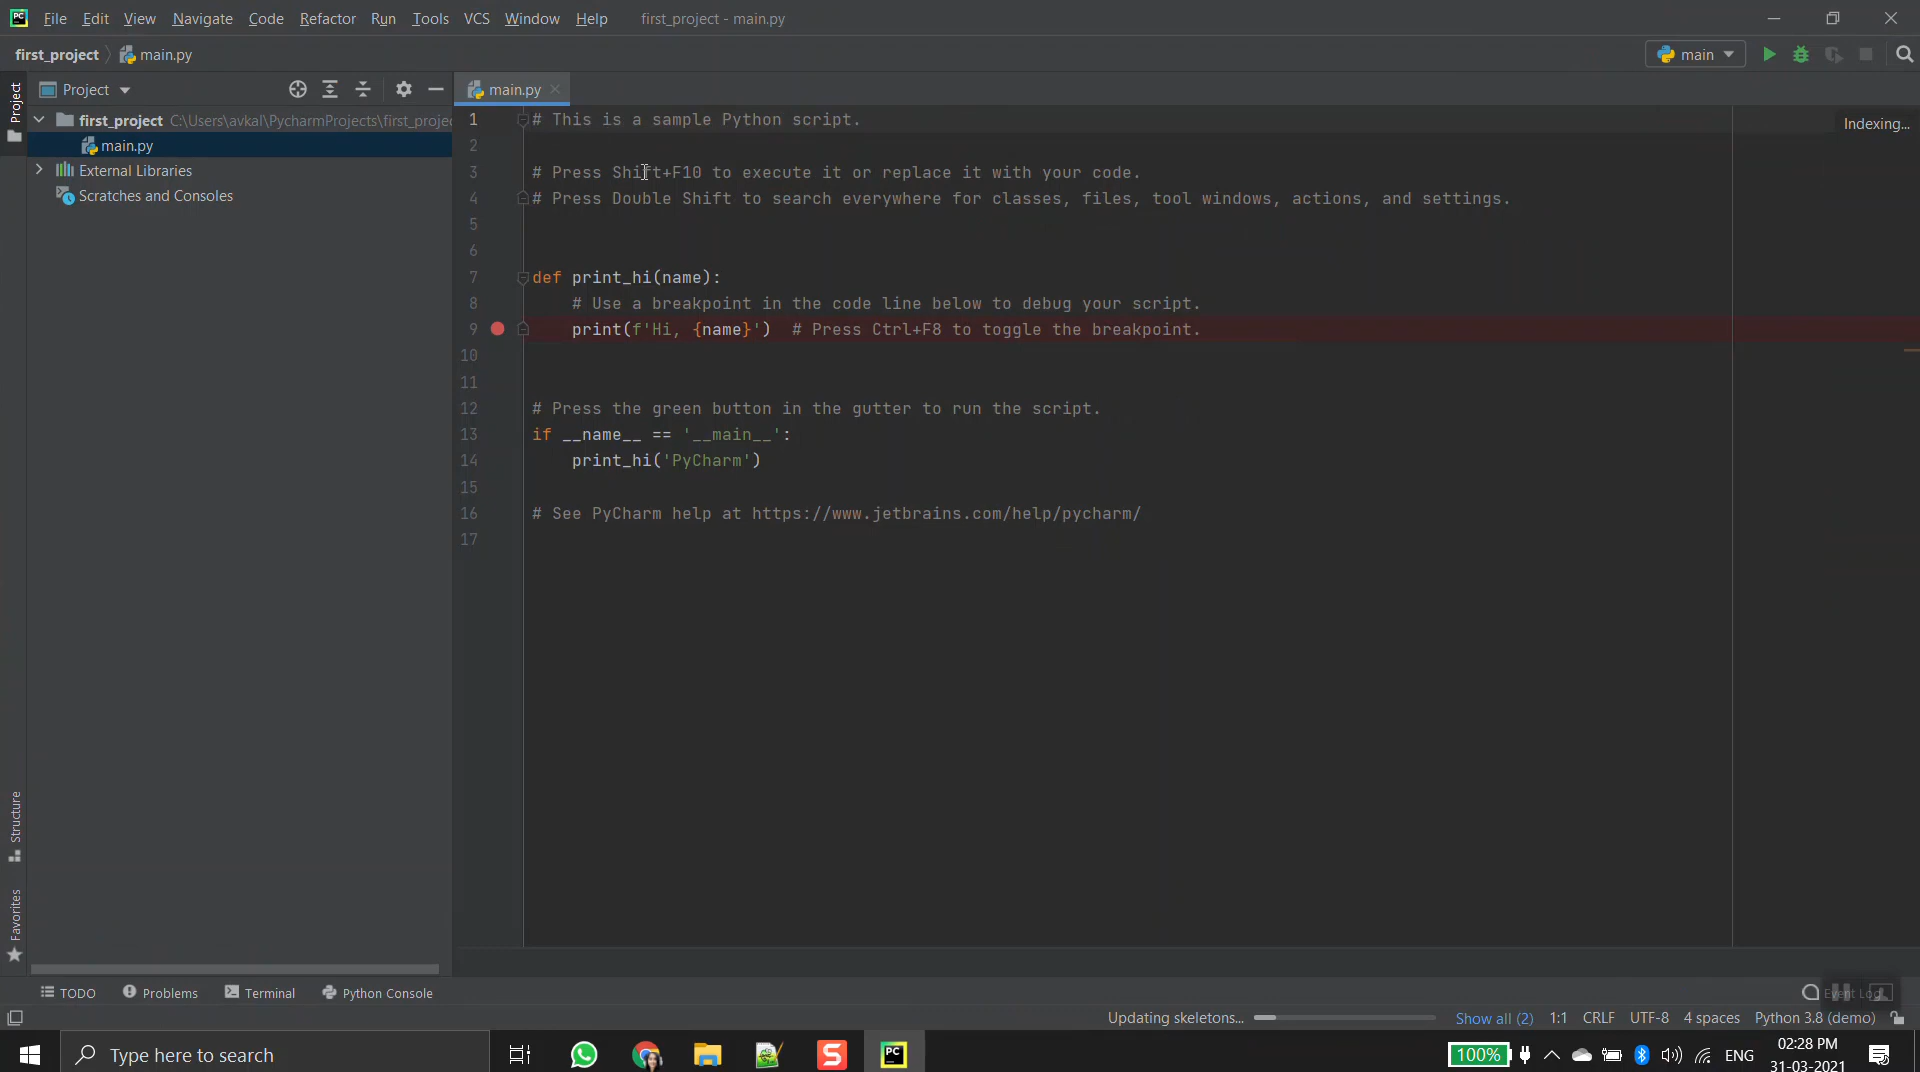 PC File Edit View Navigate Code Refactor Run Tools VCS Window Help first_project - main.py
first_project main.py main
Project main.py
Project
first_project C:\Users\avkal\PycharmProjects\first_proje
main.py
External Libraries
Scratches and Consoles
Indexing...
1 # This is a sample Python script.
2
3 # Press Shift+F10 to execute it or replace it with your code.
4 # Press Double Shift to search everywhere for classes, files, tool windows, actions, and settings.
5
6
7 def print_hi(name):
8 # Use a breakpoint in the code line below to debug your script.
9 print(f'Hi, {name}') # Press Ctrl+F8 to toggle the breakpoint.
10
11
12 # Press the green button in the gutter to run the script.
13 if __name__ == '__main__':
14 print_hi('PyCharm')
15
16 # See PyCharm help at https://www.jetbrains.com/help/pycharm/
17
Structure
Favorites
TODO Problems Terminal Python Console Event Log
Updating skeletons... Show all (2) 1:1 CRLF UTF-8 4 spaces Python 3.8 (demo)
Type here to search S PC 100% ENG 02:28 PM
31-03-2021